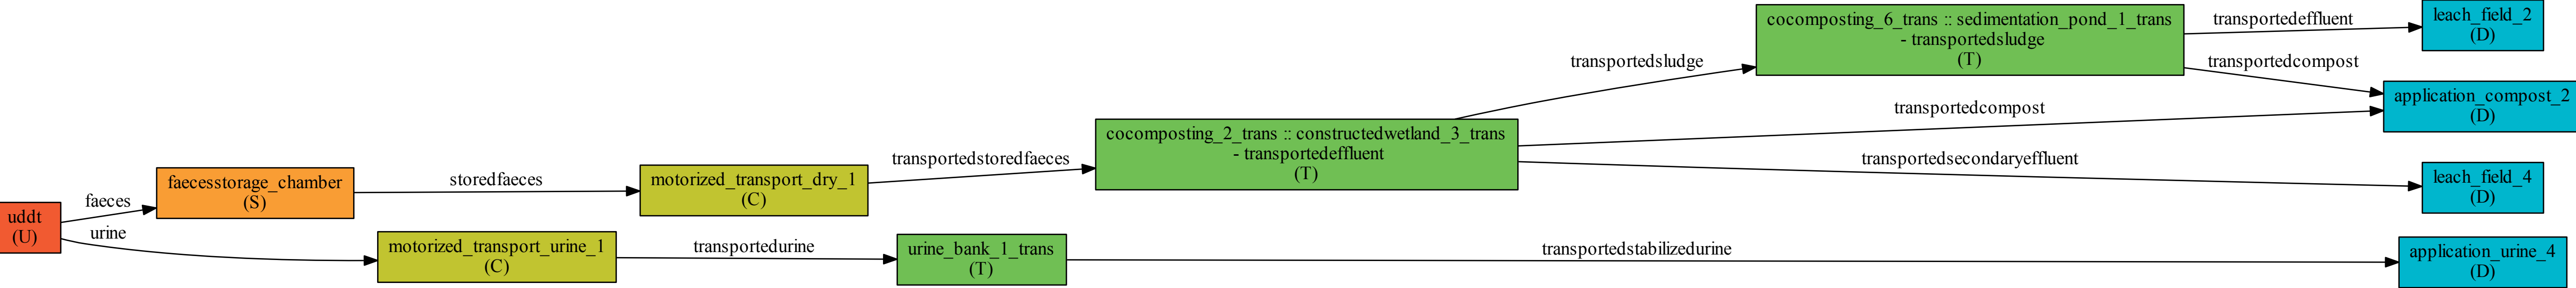 uddt
(U)
faeces
urine
faecesstorage_chamber
(S)
storedfaeces
motorized_transport_dry_1
(C)
transportedstoredfaeces
cocomposting_2_trans :: constructedwetland_3_trans
- transportedeffluent
(T)
transportedsludge
cocomposting_6_trans :: sedimentation_pond_1_trans
- transportedsludge
(T)
transportedeffluent
leach_field_2
(D)
transportedcompost
application_compost_2
(D)
transportedcompost
transportedsecondaryeffluent
leach_field_4
(D)
motorized_transport_urine_1
(C)
transportedurine
urine_bank_1_trans
(T)
transportedstabilizedurine
application_urine_4
(D)